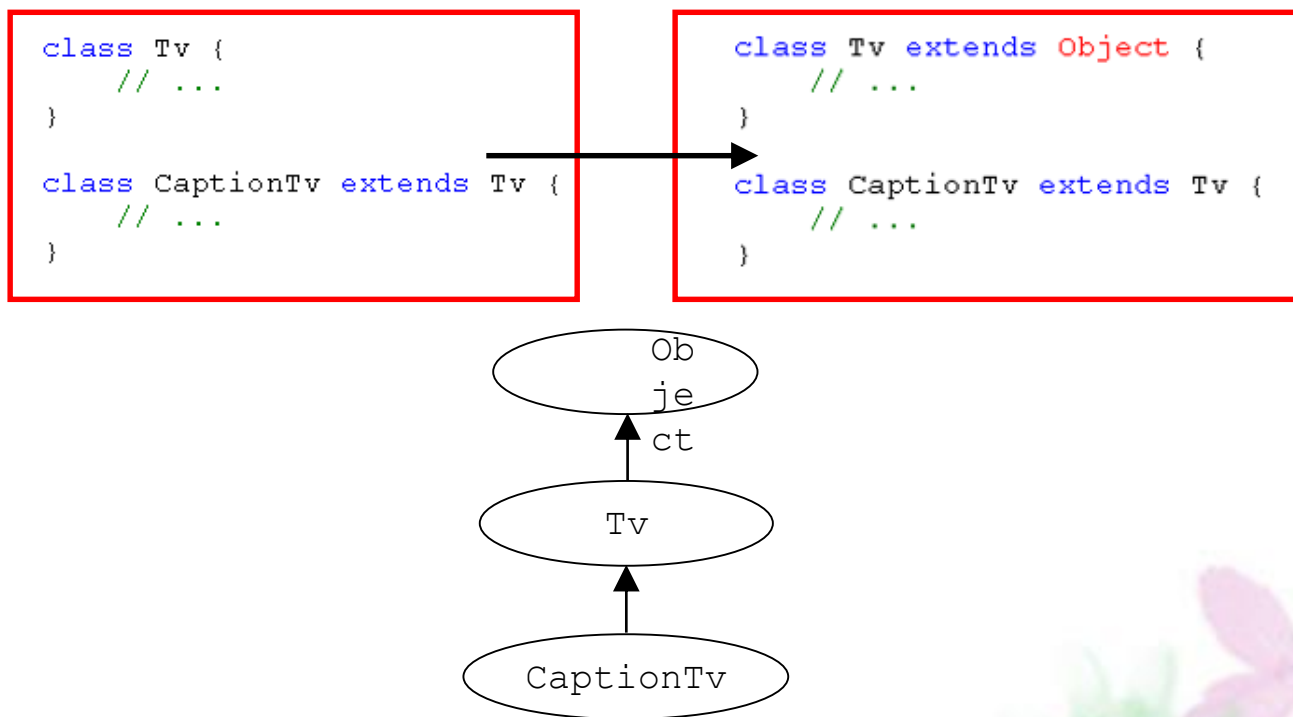 class Tv {
// ...
}
class CaptionTv extends Tv {
// ...
}
class Tv extends Object {
// ...
}
class CaptionTv extends Tv {
// ...
}
Ob
je
ct
Tv
CaptionTv